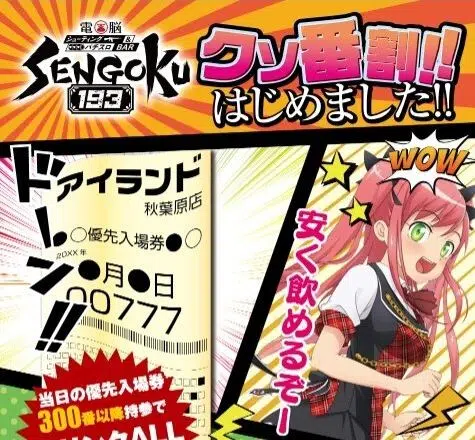 電脳
シューティング&
パチスロBAR
SENGOKU
193
クソ番割!!
はじめました!!
ドーン!!
アイランド
秋葉原店
○優先入場券●○
20XX年
●月●日
00777
WOW
安く飲めるぞー
当日の優先入場券
300番以降持参で
ALL